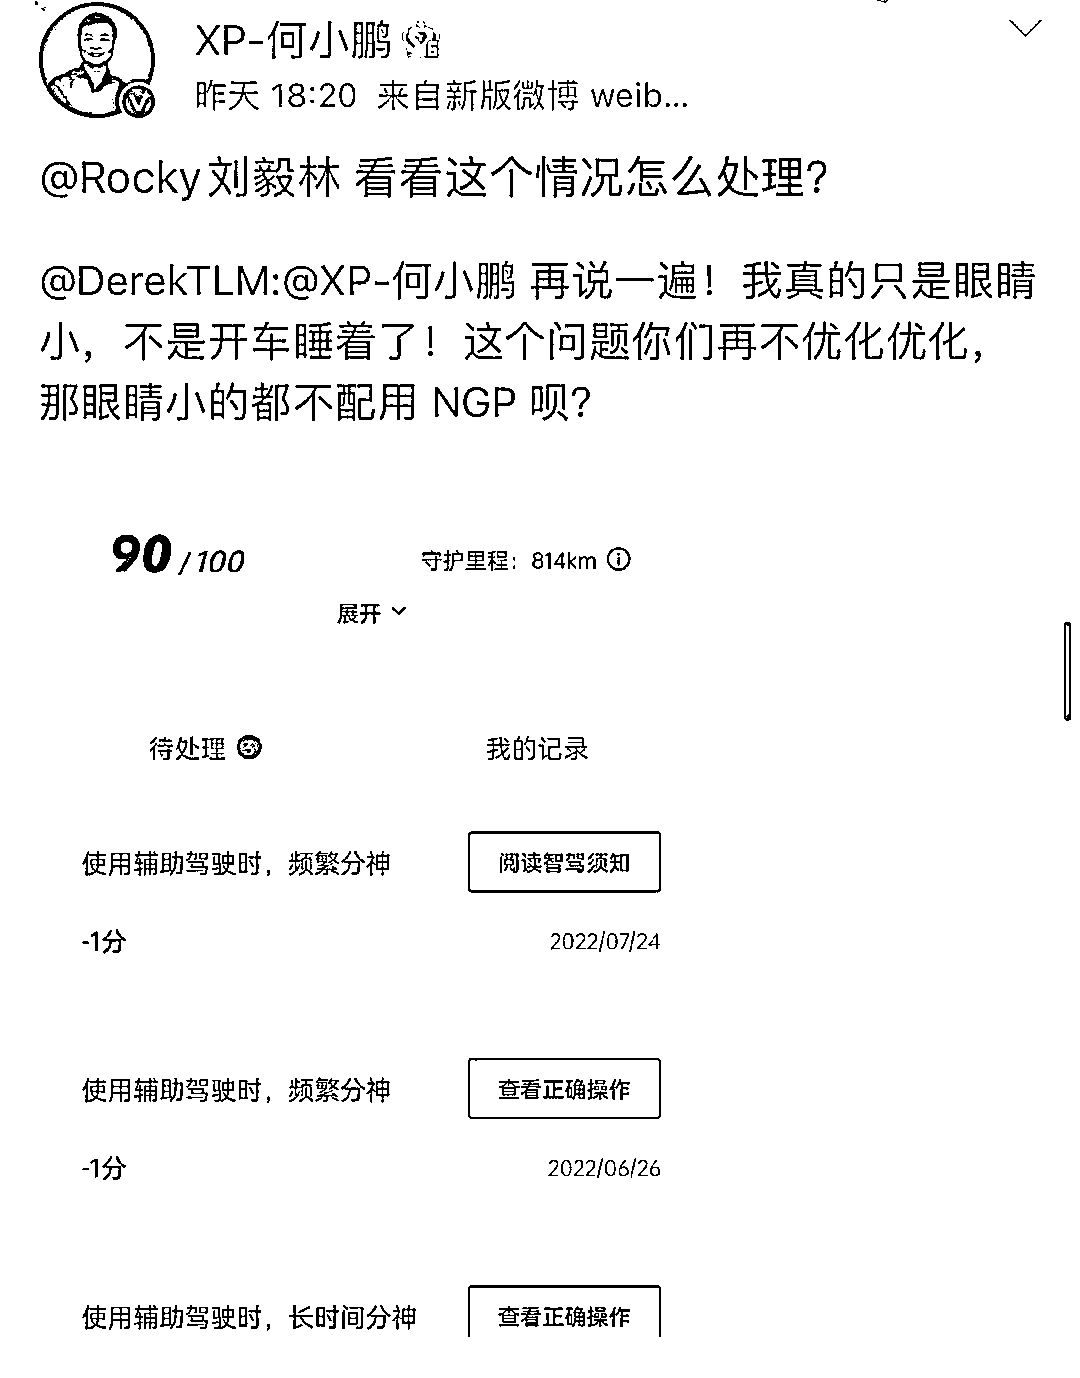 XP-何小鹏
昨天 18:20 来自新版微博 weib...
@Rocky刘毅林 看看这个情况怎么处理?
@DerekTLM:@XP-何小鹏 再说一遍！我真的只是眼睛
小，不是开车睡着了！这个问题你们再不优化优化，
那眼睛小的都不配用 NGP 呗?
90 / 100
守护里程：814km
展开
待处理
我的记录
使用辅助驾驶时，频繁分神
阅读智驾须知
-1分
2022/07/24
使用辅助驾驶时，频繁分神
查看正确操作
-1分
2022/06/26
使用辅助驾驶时，长时间分神
查看正确操作